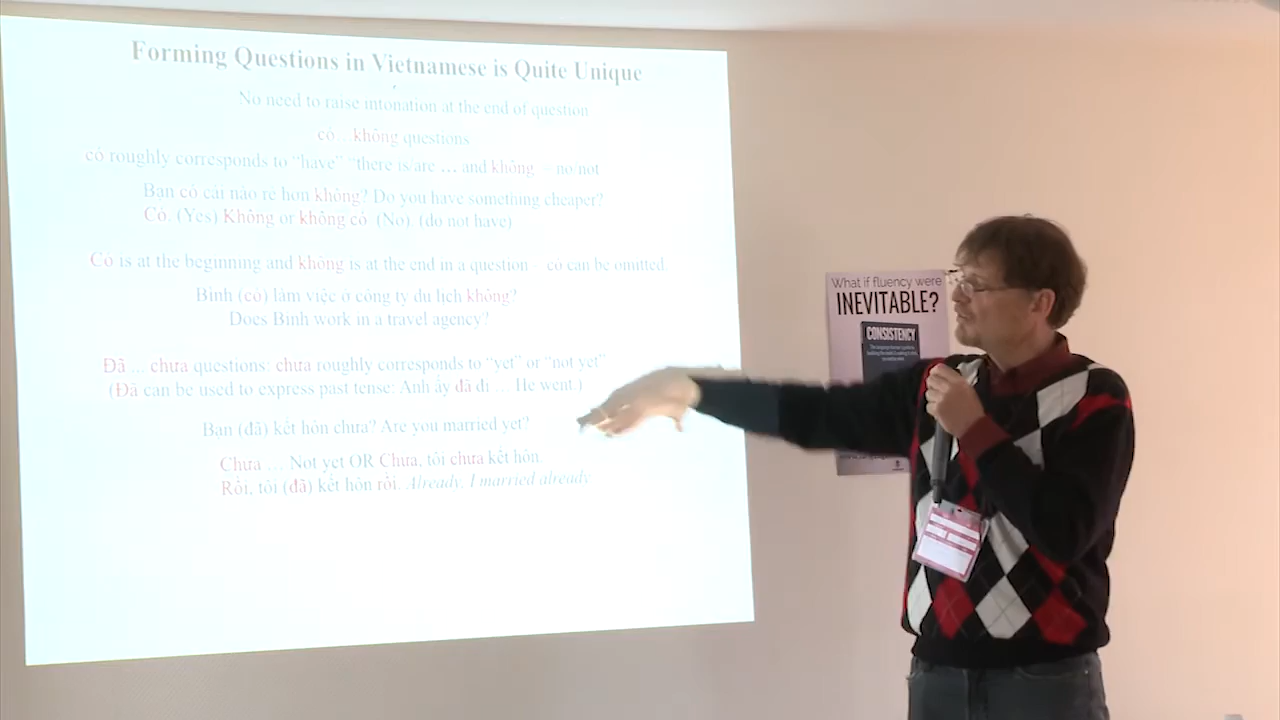 Forming Questions in Vietnamese is Quite Unique
No need to raise intonation at the end of question
có... không questions
có roughly corresponds to "have" "there is are ... and không – no/not
Bạn có cái nào rẻ hơn không? Do you have something cheaper?
Có. (Yes) Không or không có. (No). (do not have)
Có is at the beginning and không is at the end in a question – có can be omitted.
Bình (có) làm việc ở công ty du lịch không?
Does Bình work in a travel agency?
Đã ... chưa questions: chưa roughly corresponds to "yet" or "not yet"
(Đã can be used to express past tense: Anh ấy đã đi ... He went.)
Bạn (đã) kết hôn chưa? Are you married yet?
Chưa ... Not yet OR Chưa, tôi chưa kết hôn.
Rồi, tôi (đã) kết hôn rồi. Already, I married already.
What if fluency were
INEVITABLE?
CONSISTENCY